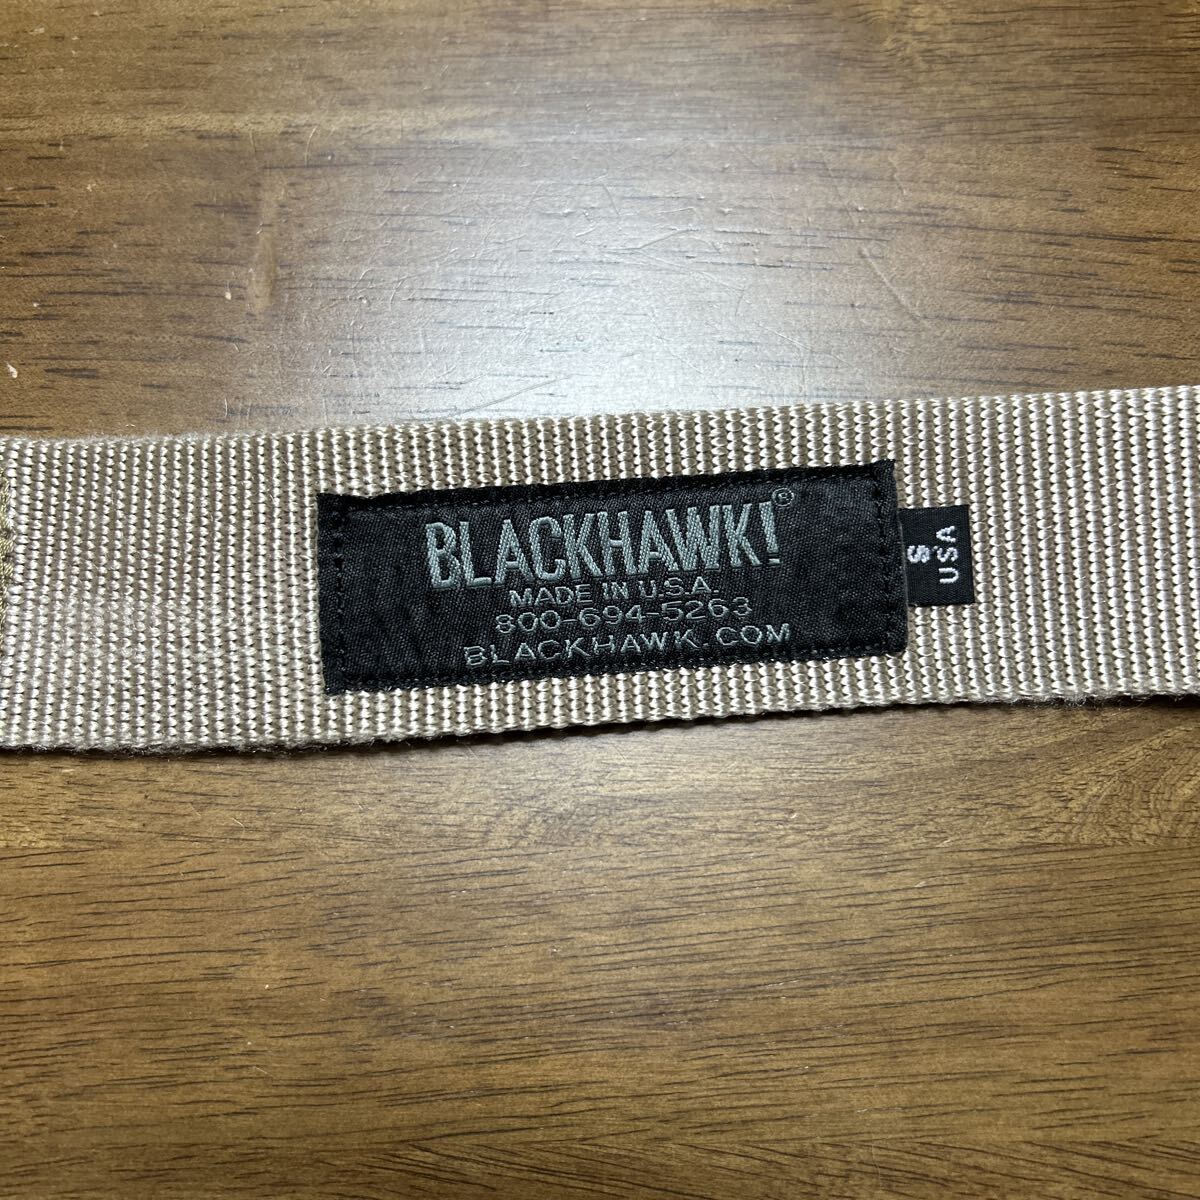 BLACKHAWK!®
MADE IN U.S.A.
800-694-5263
BLACKHAWK.COM
S
USA